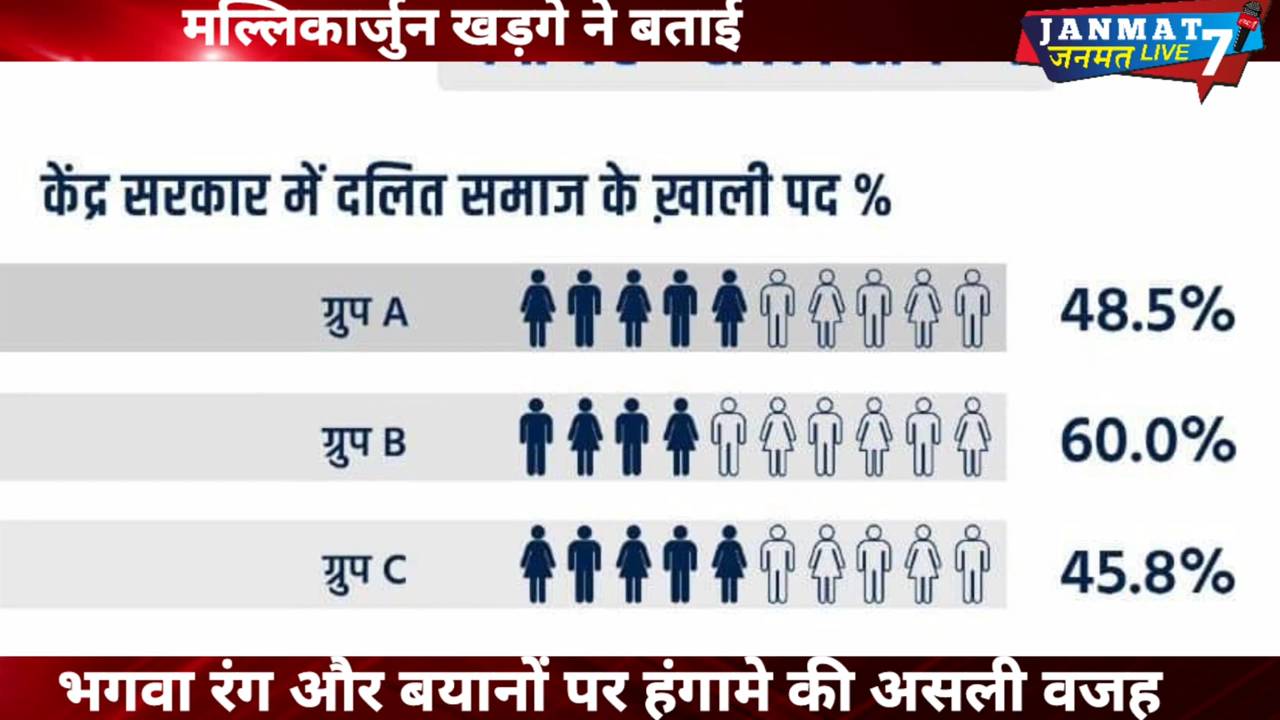 मल्लिकार्जुन खड़गे ने बताई
JANMAT
जनमत LIVE 7
केंद्र सरकार में दलित समाज के ख़ाली पद %
ग्रुप A 48.5%
ग्रुप B 60.0%
ग्रुप C 45.8%
भगवा रंग और बयानों पर हंगामे की असली वजह